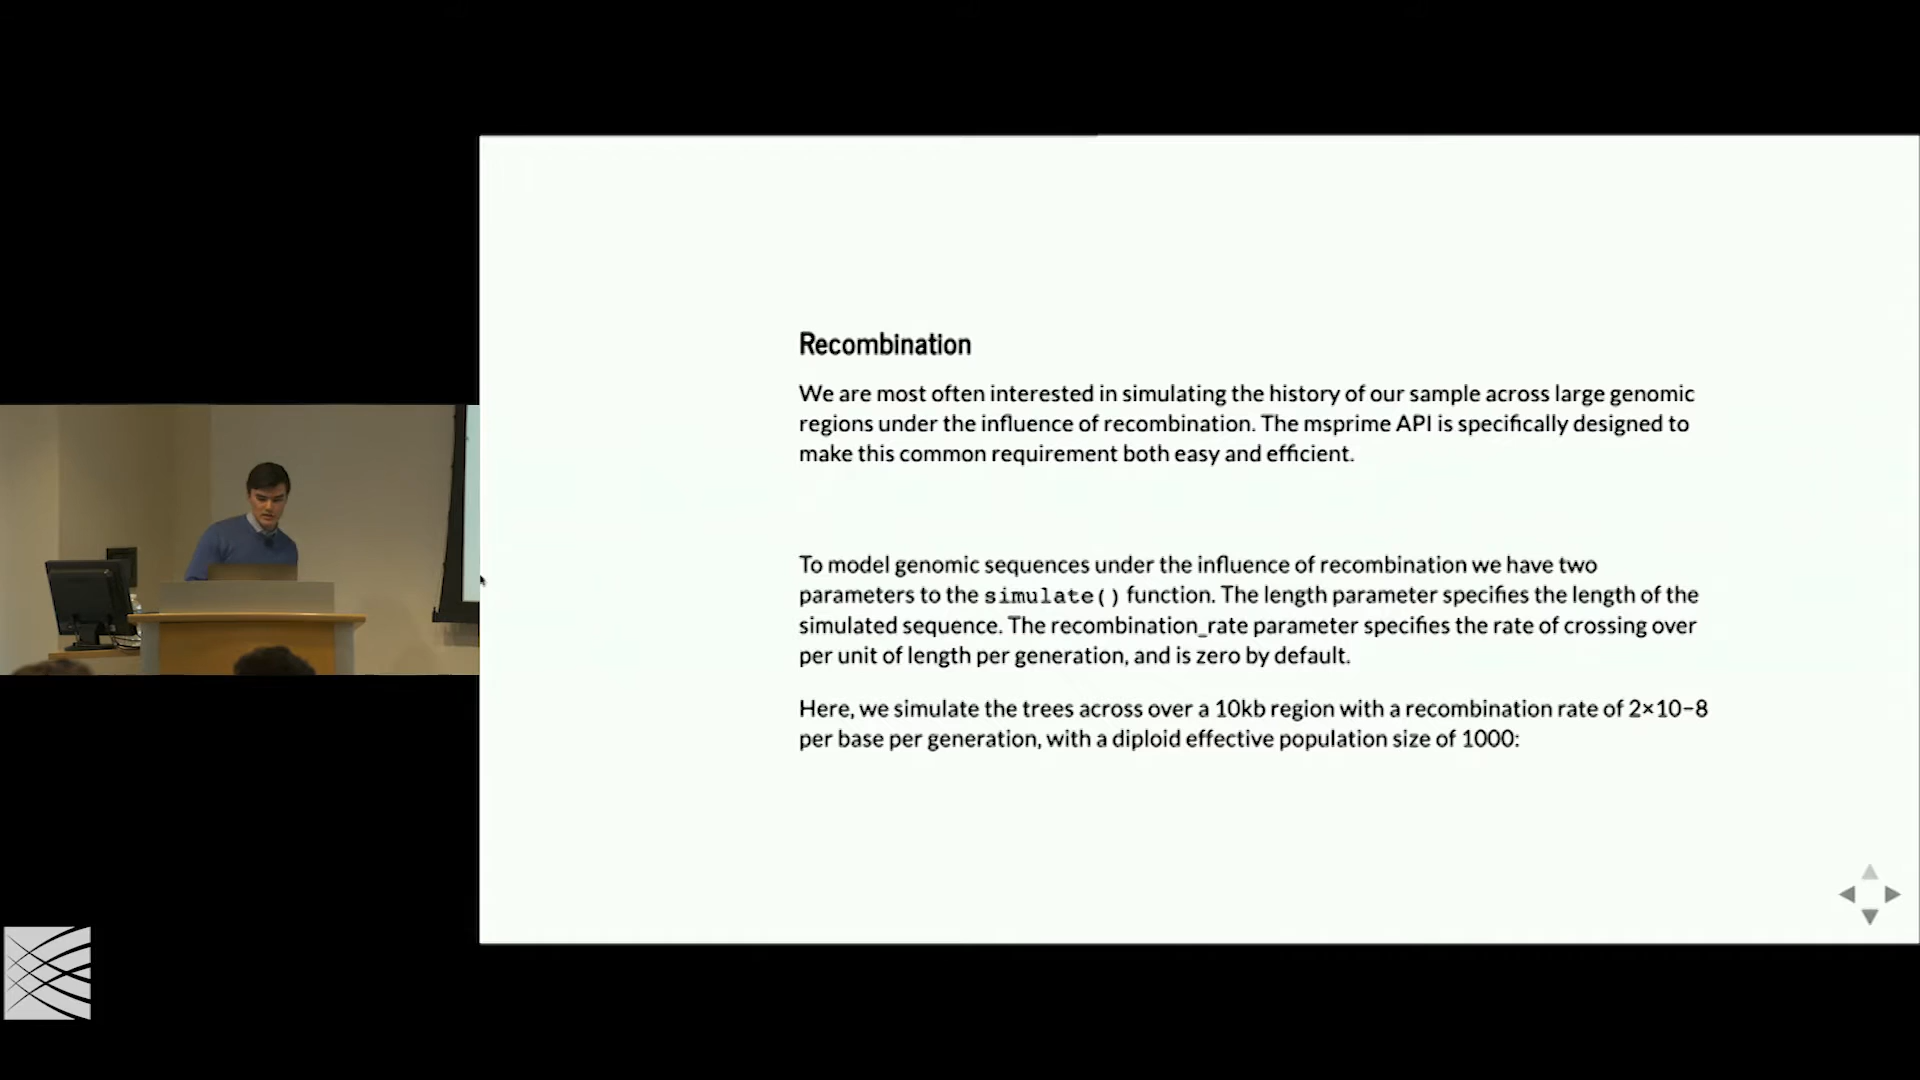 Recombination
We are most often interested in simulating the history of our sample across large genomic
regions under the influence of recombination. The msprime API is specifically designed to
make this common requirement both easy and efficient.
To model genomic sequences under the influence of recombination we have two
parameters to the simulate() function. The length parameter specifies the length of the
simulated sequence. The recombination_rate parameter specifies the rate of crossing over
per unit of length per generation, and is zero by default.
Here, we simulate the trees across over a 10kb region with a recombination rate of 2×10−8
per base per generation, with a diploid effective population size of 1000: